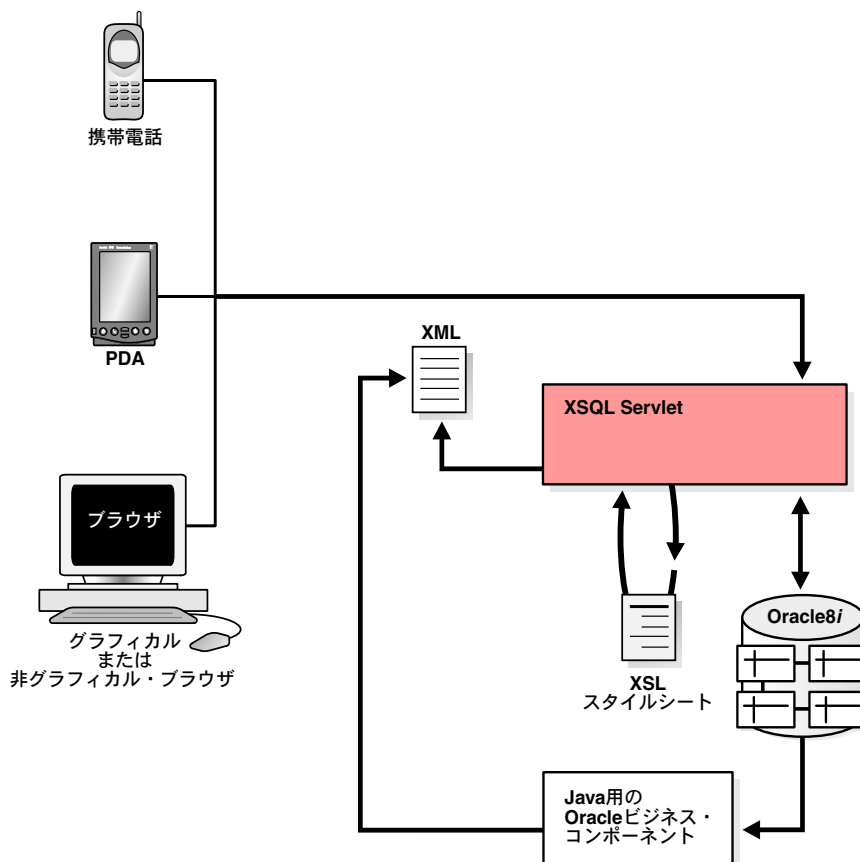 携帯電話
PDA
XML
XSQL Servlet
ブラウザ
グラフィカル
または
非グラフィカル・ブラウザ
Oracle8i
XSL
スタイルシート
Java用の
Oracleビジネス・
コンポーネント